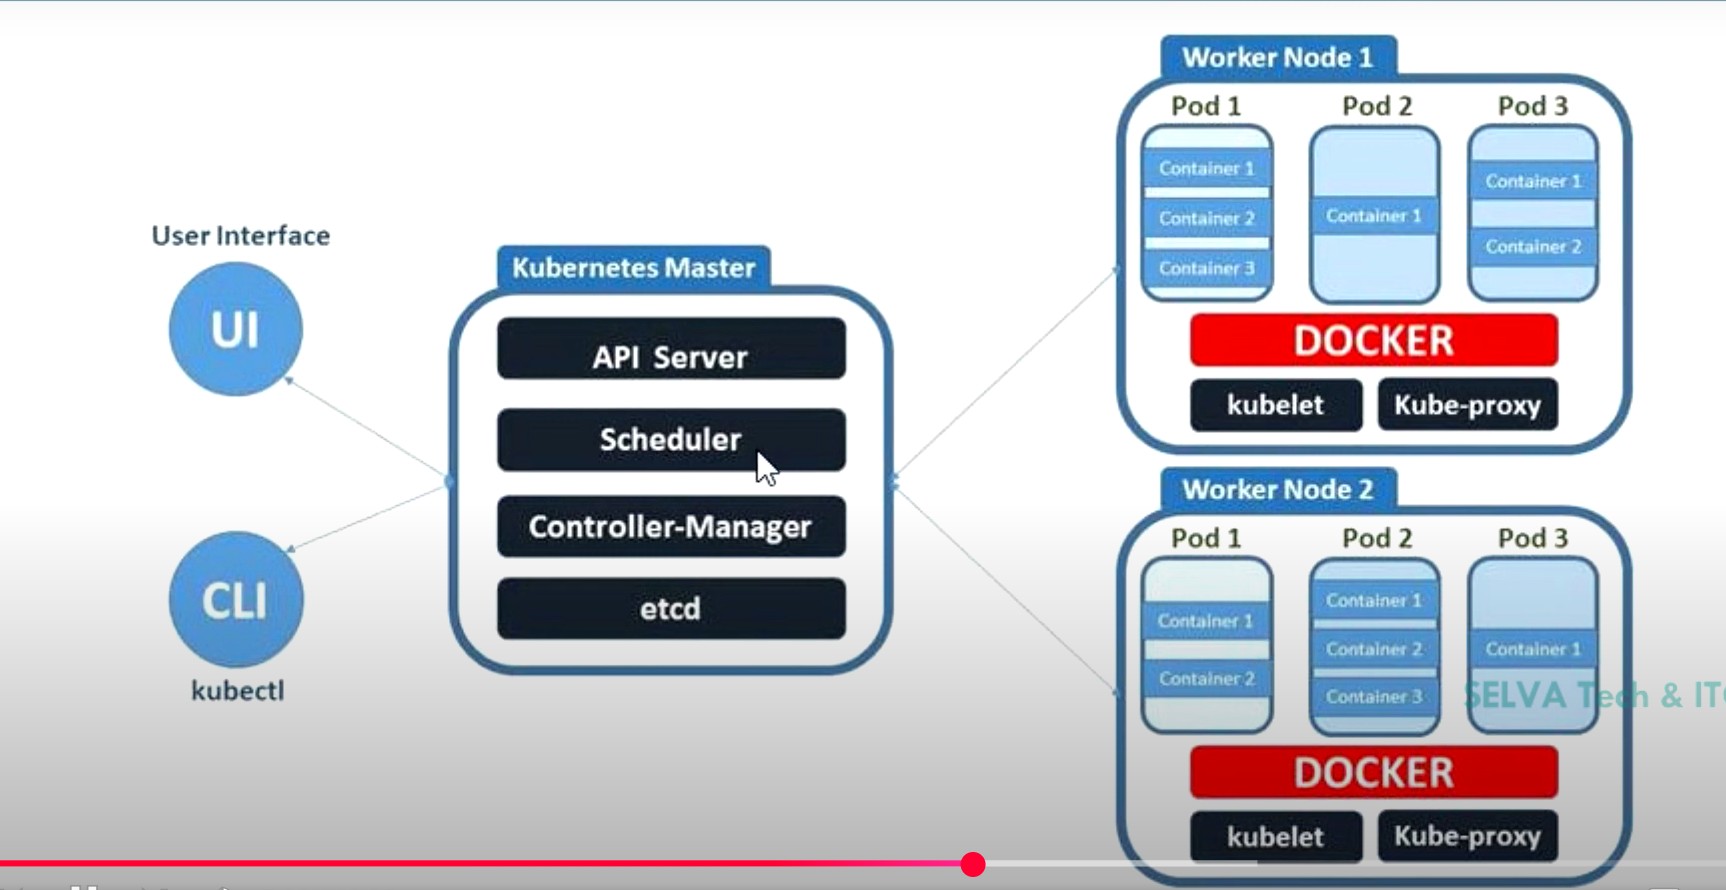 User Interface
UI
CLI
kubectl
Kubernetes Master
API Server
Scheduler
Controller-Manager
etcd
Worker Node 1
Pod 1
Pod 2
Pod 3
Container 1
Container 2
Container 3
Container 1
Container 1
Container 2
DOCKER
kubelet
Kube-proxy
Worker Node 2
Pod 1
Pod 2
Pod 3
Container 1
Container 2
Container 1
Container 2
Container 3
Container 1
SELVA Tech & IT
DOCKER
kubelet
Kube-proxy